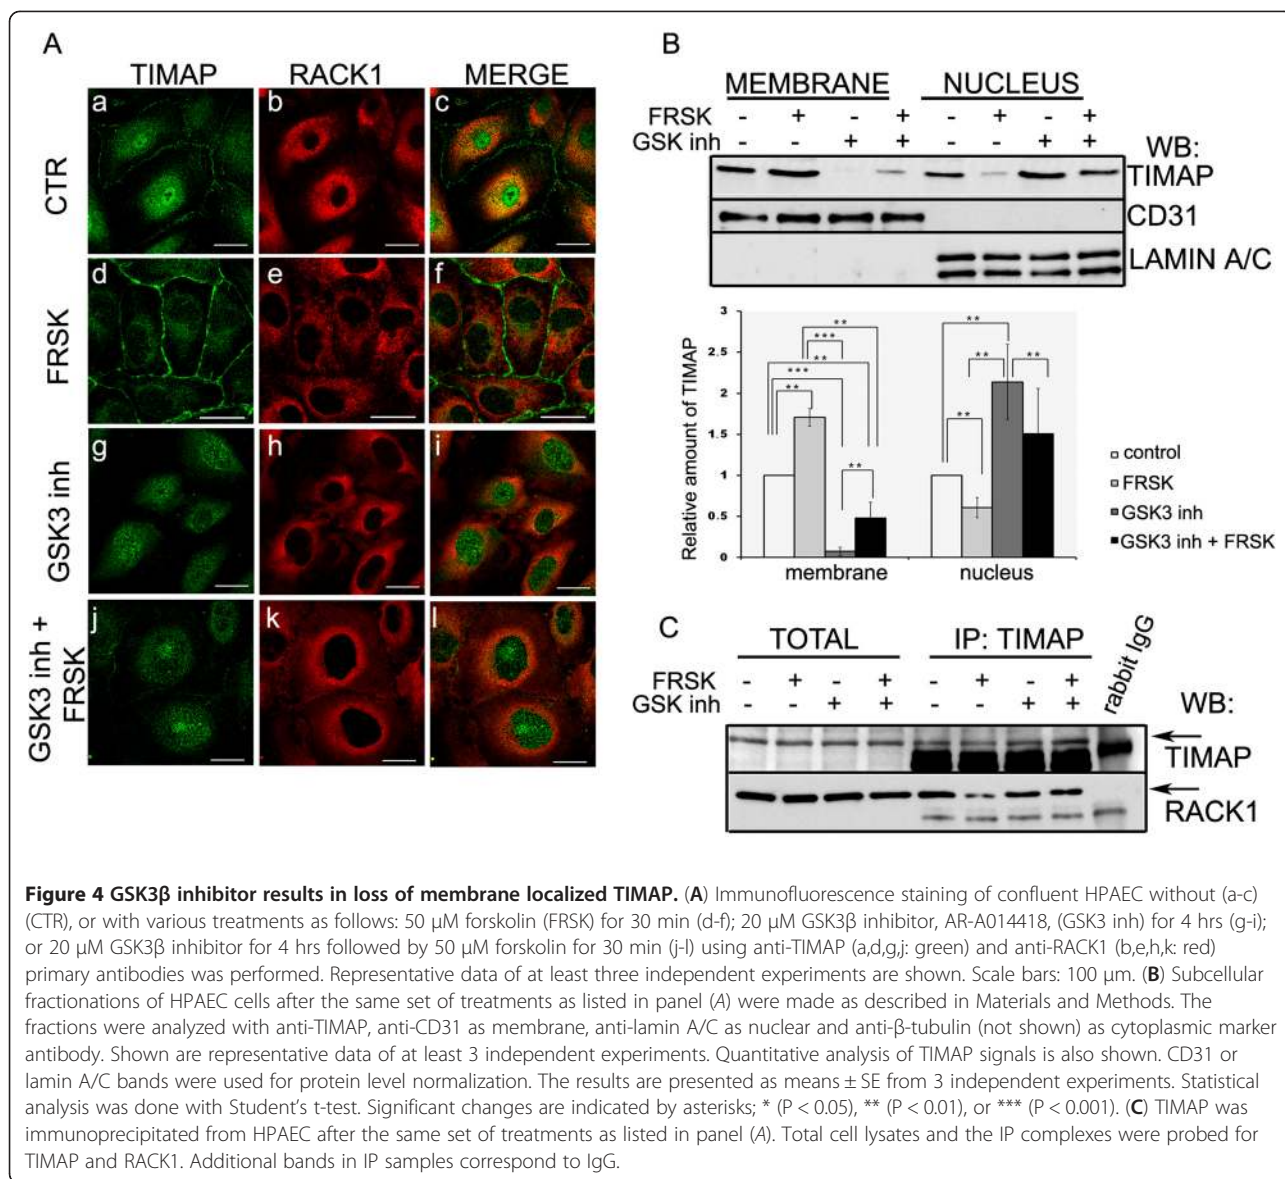 A
TIMAP RACK1 MERGE
CTR
a b c
FRSK
d e f
GSK3 inh
g h i
GSK3 inh +
FRSK
j k l
B
MEMBRANE NUCLEUS
FRSK - + - + - + - +
GSK inh - - + + - - + + WB:
TIMAP
CD31
LAMIN A/C
Relative amount of TIMAP
3
2.5
2
1.5
1
0.5
0
** *** ** *** ** **
** ** ** **
membrane nucleus
control
FRSK
GSK3 inh
GSK3 inh + FRSK
C
TOTAL IP: TIMAP rabbit IgG
FRSK - + - + - + - +
GSK inh - - + + - - + + WB:
TIMAP
RACK1
Figure 4 GSK3β inhibitor results in loss of membrane localized TIMAP. (A) Immunofluorescence staining of confluent HPAEC without (a-c)
(CTR), or with various treatments as follows: 50 μM forskolin (FRSK) for 30 min (d-f); 20 μM GSK3β inhibitor, AR-A014418, (GSK3 inh) for 4 hrs (g-i);
or 20 μM GSK3β inhibitor for 4 hrs followed by 50 μM forskolin for 30 min (j-l) using anti-TIMAP (a,d,g,j: green) and anti-RACK1 (b,e,h,k: red)
primary antibodies was performed. Representative data of at least three independent experiments are shown. Scale bars: 100 μm. (B) Subcellular
fractionations of HPAEC cells after the same set of treatments as listed in panel (A) were made as described in Materials and Methods. The
fractions were analyzed with anti-TIMAP, anti-CD31 as membrane, anti-lamin A/C as nuclear and anti-β-tubulin (not shown) as cytoplasmic marker
antibody. Shown are representative data of at least 3 independent experiments. Quantitative analysis of TIMAP signals is also shown. CD31 or
lamin A/C bands were used for protein level normalization. The results are presented as means ± SE from 3 independent experiments. Statistical
analysis was done with Student's t-test. Significant changes are indicated by asterisks; * (P < 0.05), ** (P < 0.01), or *** (P < 0.001). (C) TIMAP was
immunoprecipitated from HPAEC after the same set of treatments as listed in panel (A). Total cell lysates and the IP complexes were probed for
TIMAP and RACK1. Additional bands in IP samples correspond to IgG.